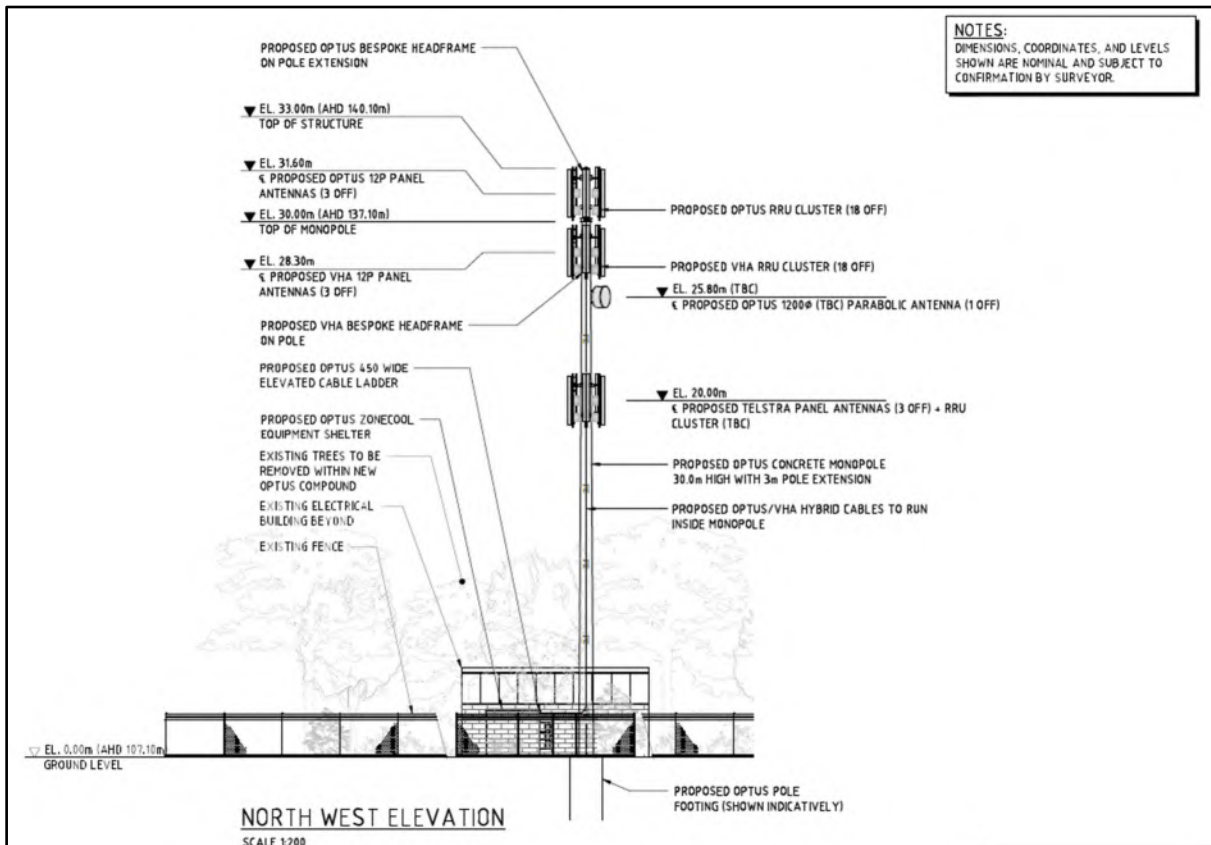 NOTES:
DIMENSIONS, COORDINATES, AND LEVELS
SHOWN ARE NOMINAL AND SUBJECT TO
CONFIRMATION BY SURVEYOR.
PROPOSED OPTUS BESPOKE HEADFRAME
ON POLE EXTENSION
EL. 33.00m (AHD 140.10m)
TOP OF STRUCTURE
EL. 31.60m
℄ PROPOSED OPTUS 12P PANEL
ANTENNAS (3 OFF)
EL. 30.00m (AHD 137.10m)
TOP OF MONOPOLE
EL. 28.30m
℄ PROPOSED VHA 12P PANEL
ANTENNAS (3 OFF)
PROPOSED VHA BESPOKE HEADFRAME
ON POLE
PROPOSED OPTUS 450 WIDE
ELEVATED CABLE LADDER
PROPOSED OPTUS ZONECOOL
EQUIPMENT SHELTER
EXISTING TREES TO BE
REMOVED WITHIN NEW
OPTUS COMPOUND
EXISTING ELECTRICAL
BUILDING BEYOND
EXISTING FENCE
EL. 0.00m (AHD 107.10m)
GROUND LEVEL
PROPOSED OPTUS RRU CLUSTER (18 OFF)
PROPOSED VHA RRU CLUSTER (18 OFF)
EL. 25.80m (TBC)
℄ PROPOSED OPTUS 1200Ø (TBC) PARABOLIC ANTENNA (1 OFF)
EL. 20.00m
℄ PROPOSED TELSTRA PANEL ANTENNAS (3 OFF) + RRU
CLUSTER (TBC)
PROPOSED OPTUS CONCRETE MONOPOLE
30.0m HIGH WITH 3m POLE EXTENSION
PROPOSED OPTUS/VHA HYBRID CABLES TO RUN
INSIDE MONOPOLE
PROPOSED OPTUS POLE
FOOTING (SHOWN INDICATIVELY)
NORTH WEST ELEVATION
SCALE 1:200